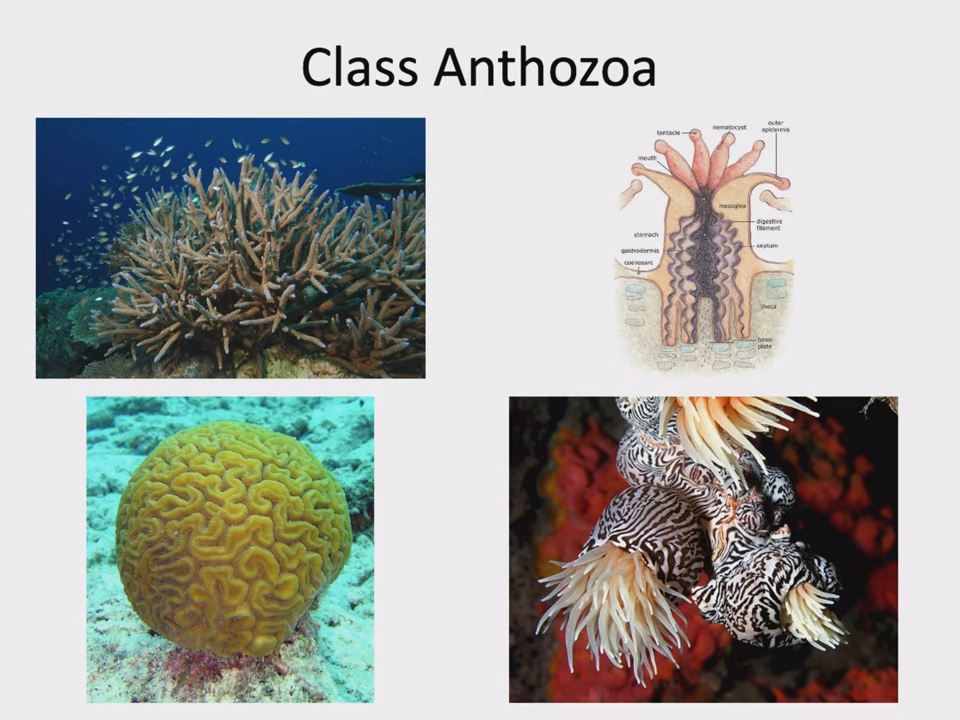 Class Anthozoa
tentacle
nematocyst
outer
epidermis
mouth
mesoglea
digestive
filament
stomach
septum
gastrodermis
coenosarc
theca
basal
plate